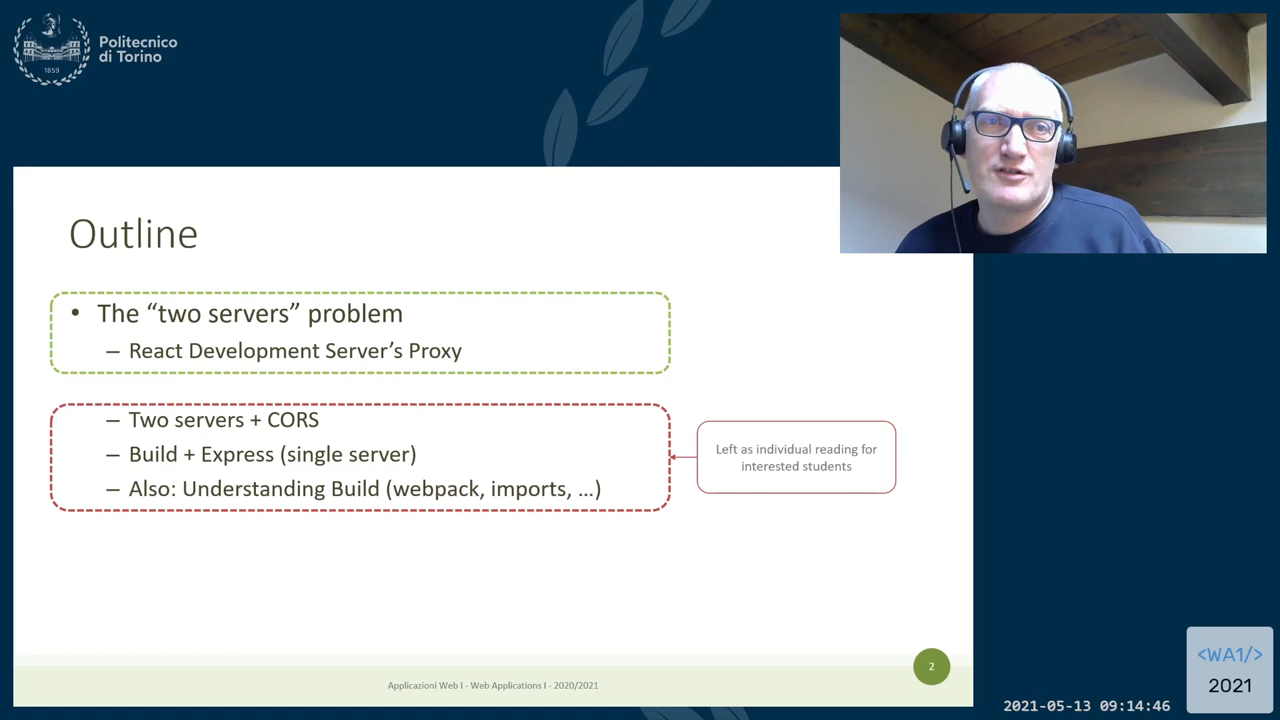 Politecnico
di Torino
1859
Outline
• The “two servers” problem
– React Development Server’s Proxy
– Two servers + CORS
– Build + Express (single server)
– Also: Understanding Build (webpack, imports, …)
Left as individual reading for
interested students
2
Applicazioni Web I - Web Applications I - 2020/2021
<WA1/>
2021
2021-05-13 09:14:46